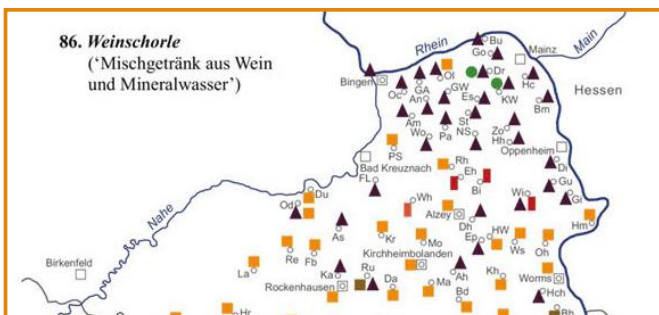 86. Weinschorle
('Mischgetränk aus Wein
und Mineralwasser')
Rhein
Main
Bu
Go
Mainz
Dr
Ol
Bingen
GA
GW
Hc
Hessen
Oc
An
Es
KW
Bm
Am
St
Wo
Pa
NS
Zo
Hh
Oppenheim
PS
Bad Kreuznach
Rh
Di
FL
Eh
Bi
Gu
Nahe
Du
Wh
Wi
Gi
Od
Alzey
Hm
As
Dh
Kr
Mo
Ep
HW
Re
Fb
Ws
Oh
Birkenfeld
La
Kirchheimbolanden
Ka
Ru
Ah
Kh
Worms
Rockenhausen
Da
Ma
Bd
Hch
Hr
Bh